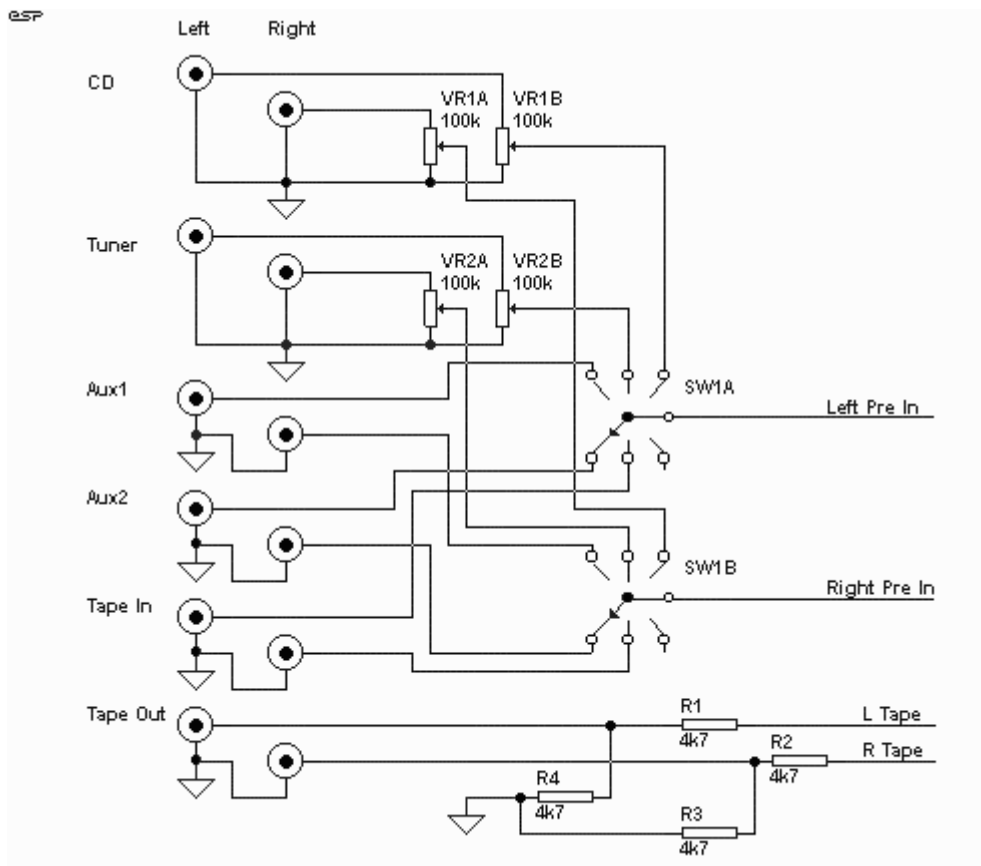 esp
Left Right
CD
VR1A VR1B
100k 100k
Tuner
VR2A VR2B
100k 100k
Aux1
SW1A
Left Pre In
Aux2
SW1B
Tape In
Right Pre In
Tape Out
R1
L Tape
4k7
R2
R Tape
4k7
R4
4k7
R3
4k7